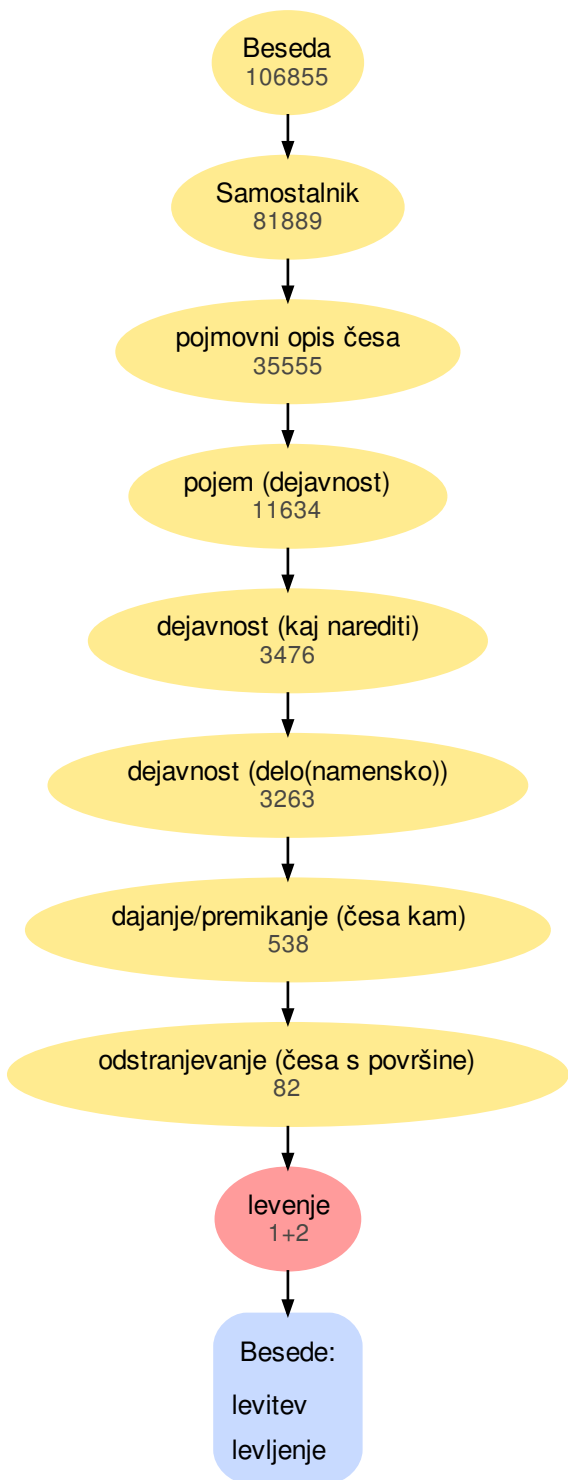 Beseda
106855
Samostalnik
81889
pojmovni opis česa
35555
pojem (dejavnost)
11634
dejavnost (kaj narediti)
3476
dejavnost (delo(namensko))
3263
dajanje/premikanje (česa kam)
538
odstranjevanje (česa s površine)
82
levenje
1+2
Besede:
levitev
levljenje